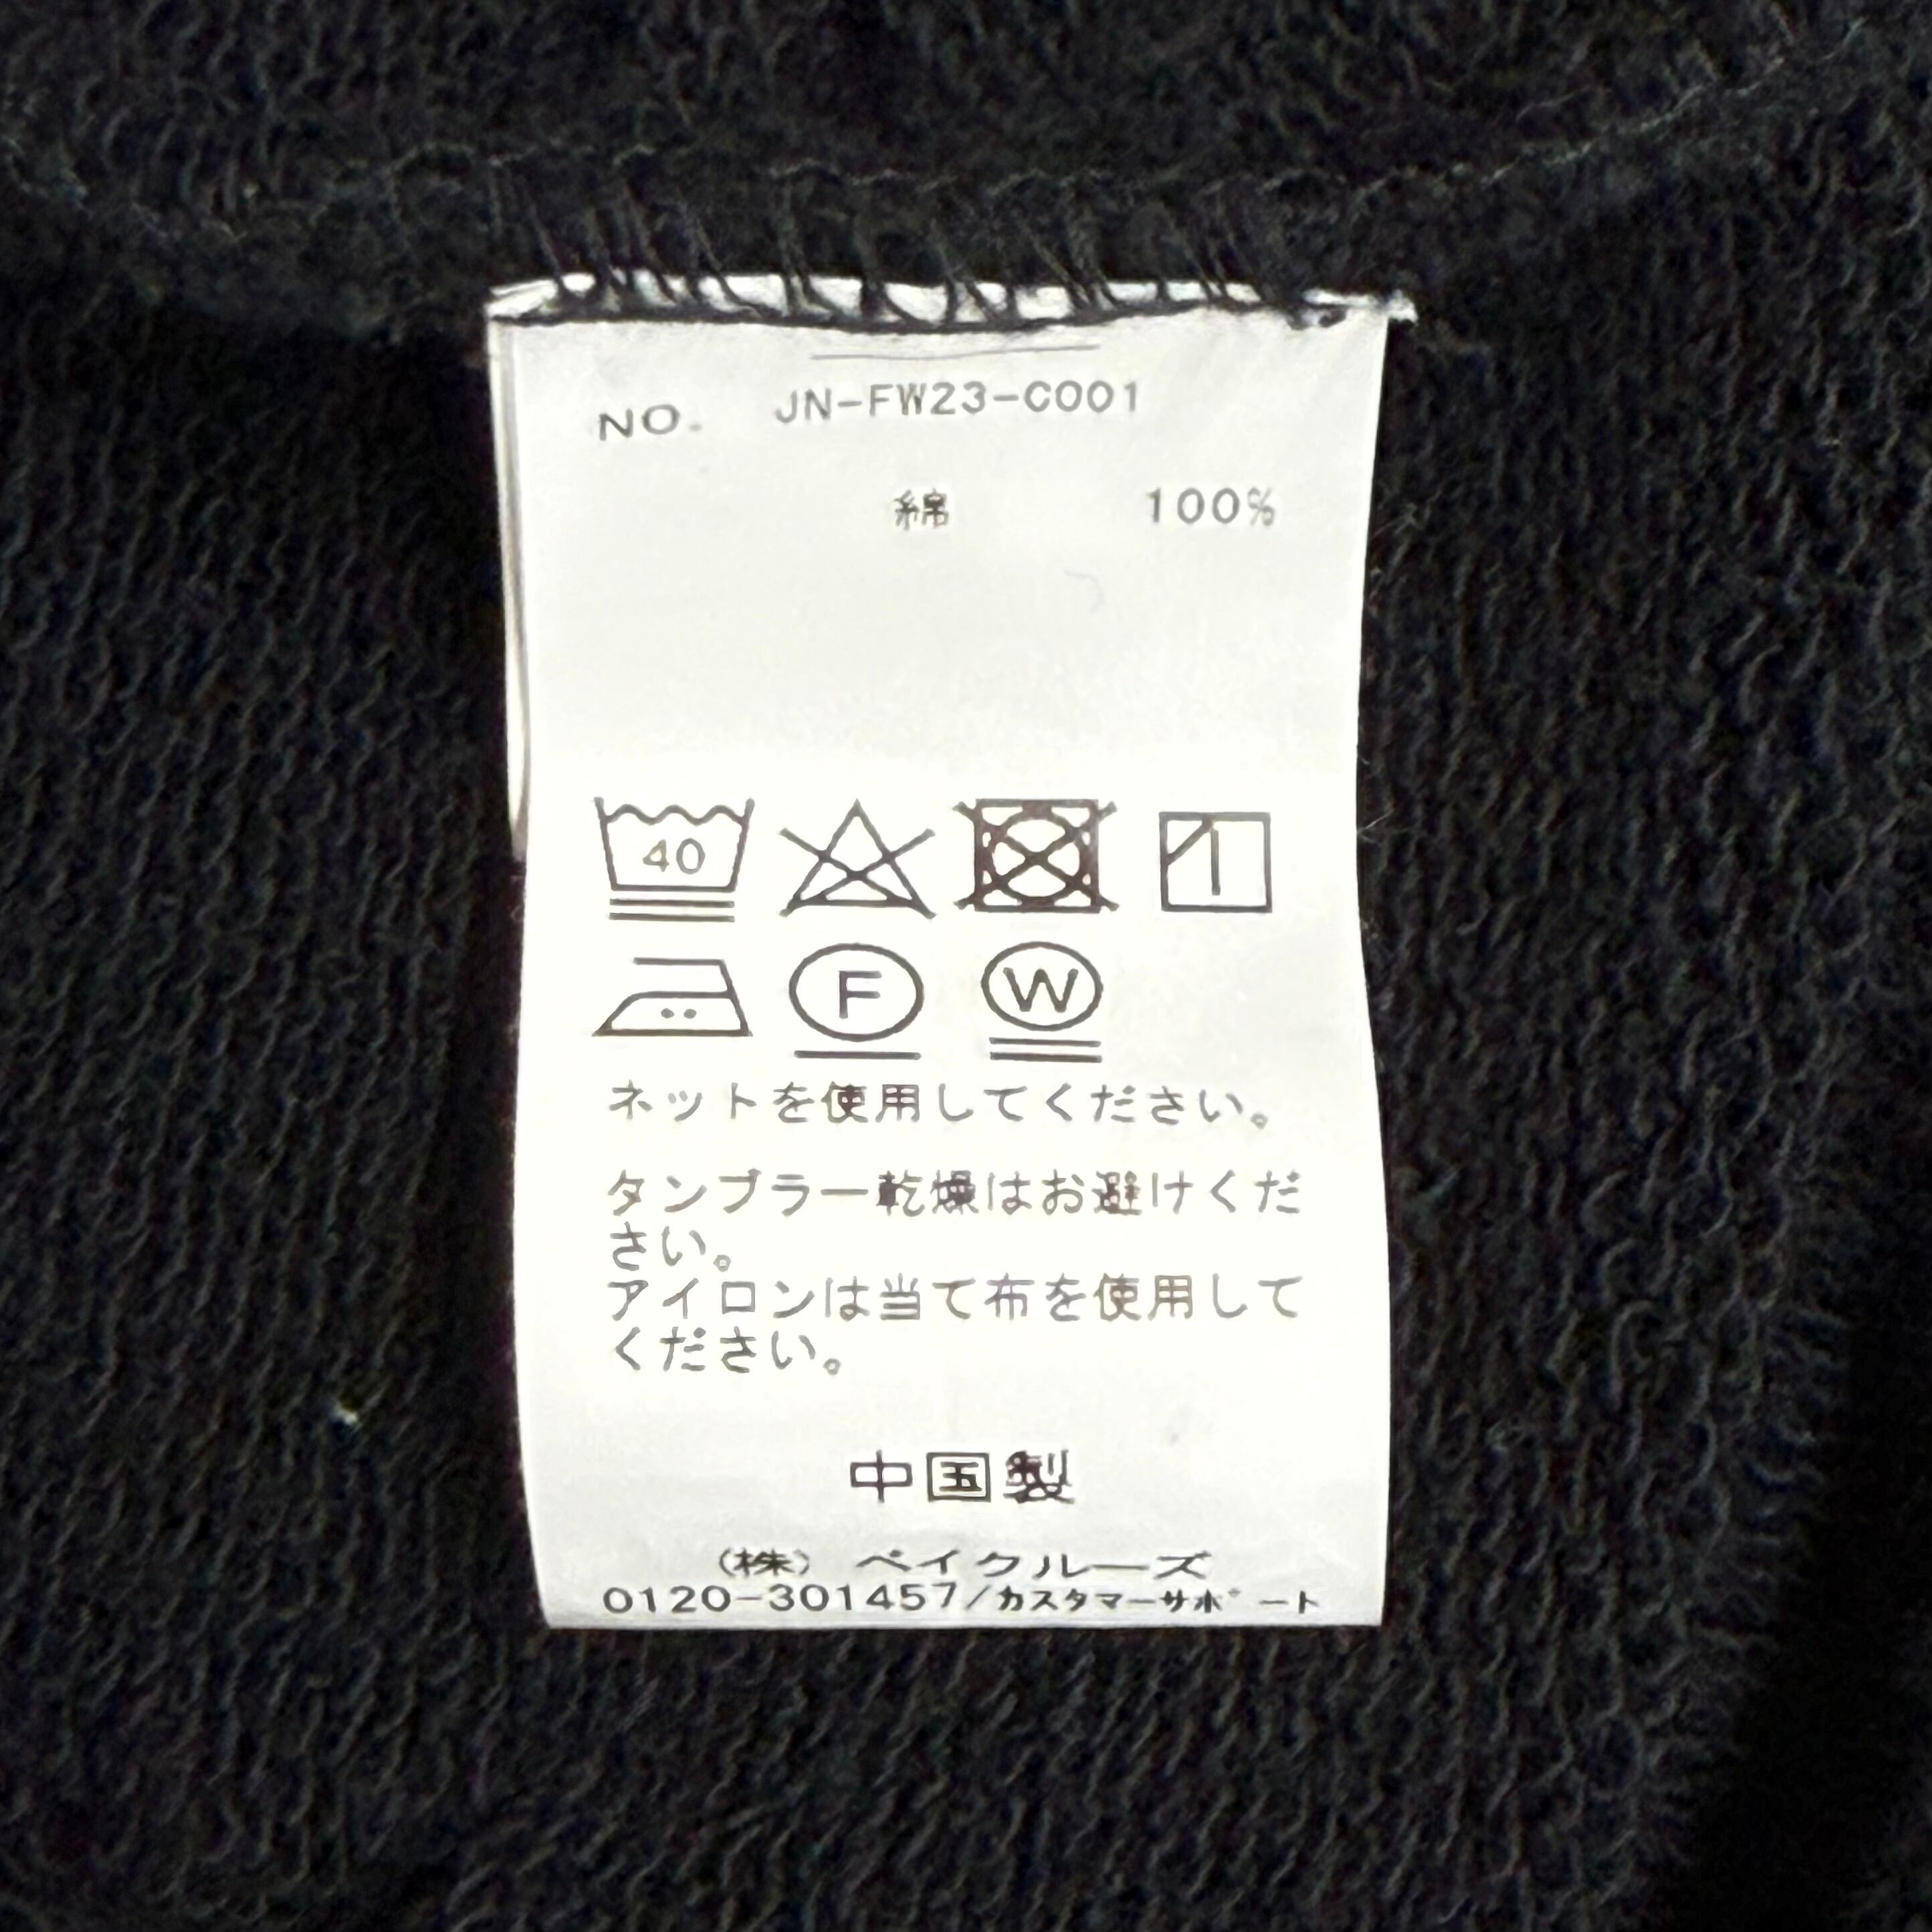 NO. JN-FW23-C001
綿 100%
40
F W
ネットを使用してください。
タンブラー乾燥はお避けくだ
さい。
アイロンは当て布を使用して
ください。
中国製
(株) ベイクルーズ
0120-301457/カスタマーサポート